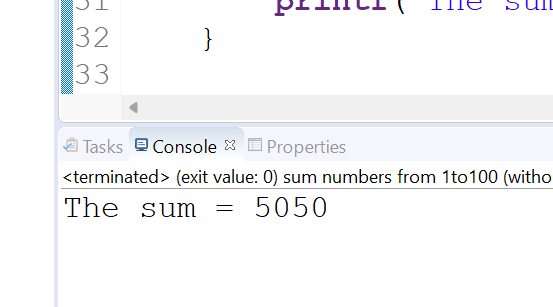 31 printf("The sum
32 }
33
Tasks Console Properties
<terminated> (exit value: 0) sum numbers from 1to100 (witho
The sum = 5050